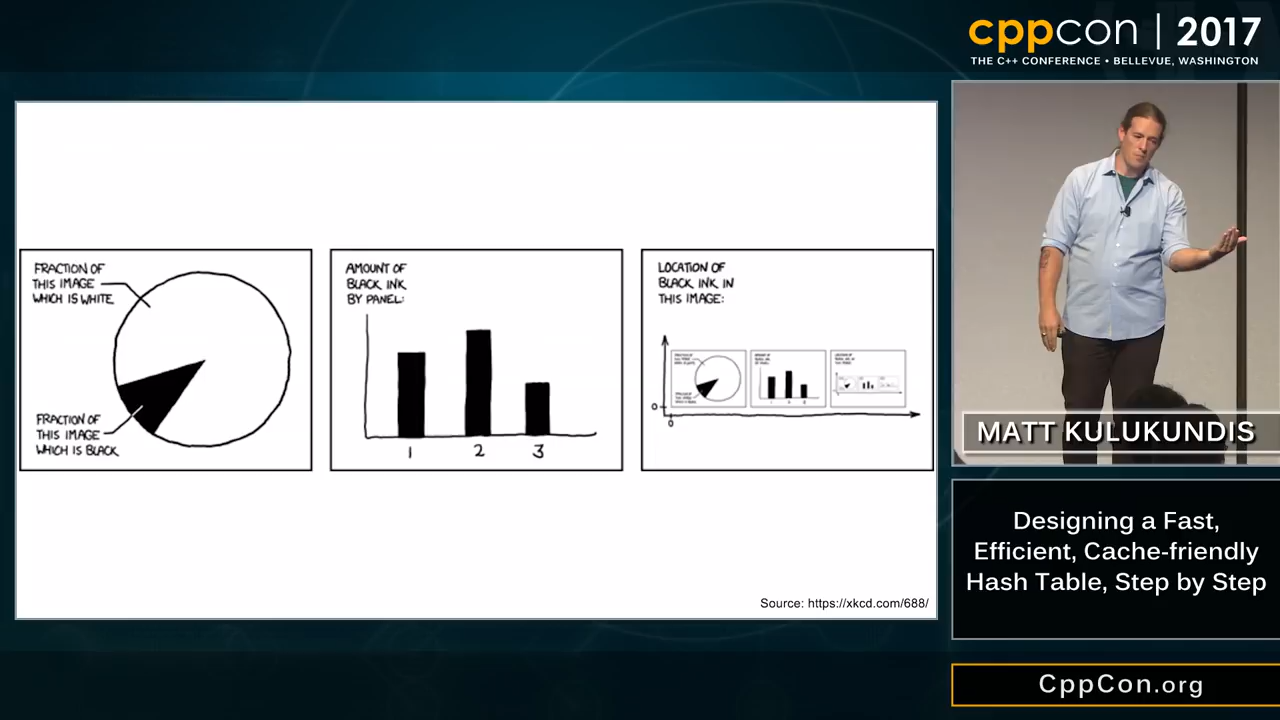 cppcon | 2017
THE C++ CONFERENCE • BELLEVUE, WASHINGTON
FRACTION OF
THIS IMAGE
WHICH IS WHITE
FRACTION OF
THIS IMAGE
WHICH IS BLACK
AMOUNT OF
BLACK INK
BY PANEL:
1 2 3
LOCATION OF
BLACK INK IN
THIS IMAGE:
0
0
Source: https://xkcd.com/688/
MATT KULUKUNDIS
Designing a Fast,
Efficient, Cache-friendly
Hash Table, Step by Step
CppCon.org